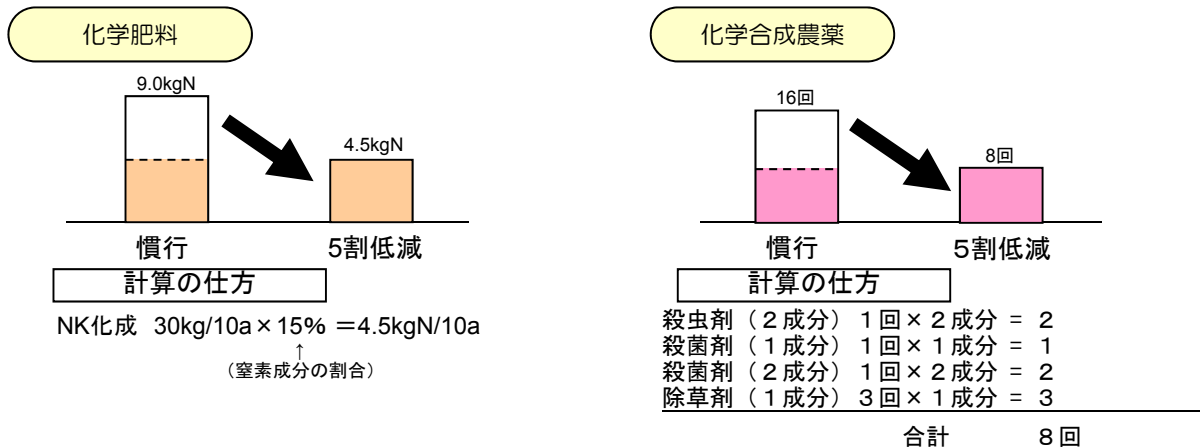 化学肥料
9.0kgN
4.5kgN
慣行
5割低減
計算の仕方
NK化成 30kg/10a×15% =4.5kgN/10a
↑
(窒素成分の割合)
化学合成農薬
16回
8回
慣行
5割低減
計算の仕方
殺虫剤(2成分) 1回×2成分 = 2
殺菌剤(1成分) 1回×1成分 = 1
殺菌剤(2成分) 1回×2成分 = 2
除草剤(1成分) 3回×1成分 = 3
合計 8回